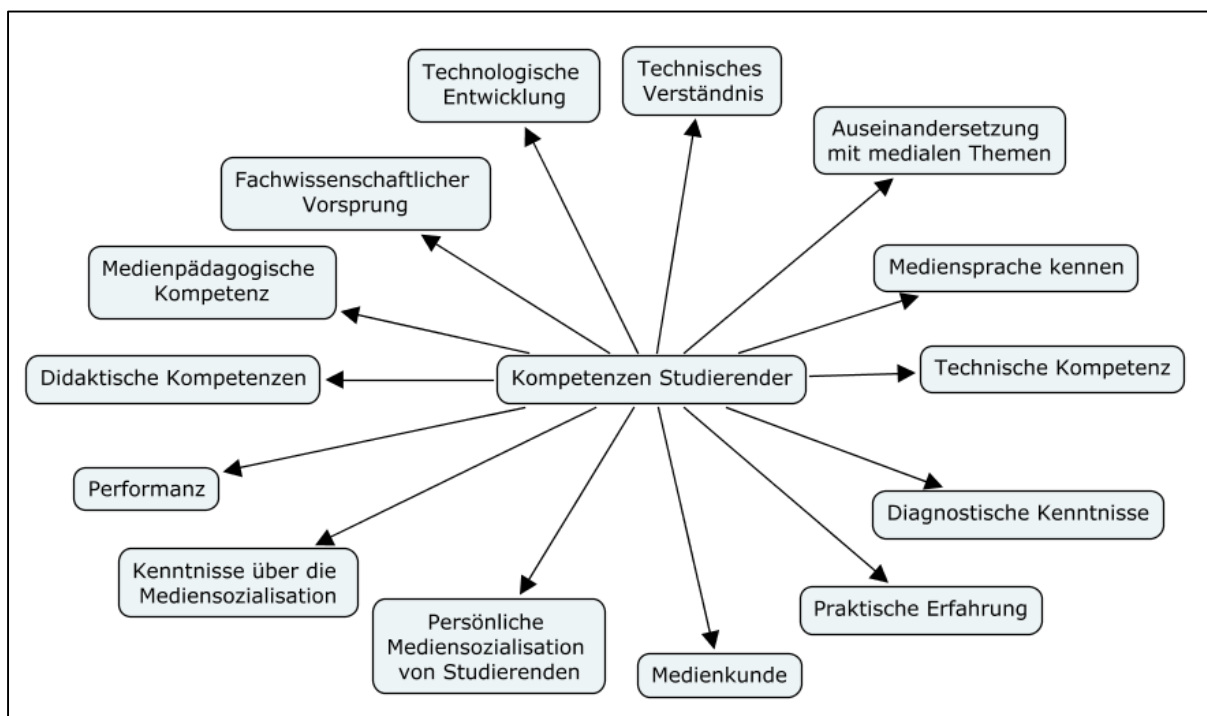 Technologische
Entwicklung
Technisches
Verständnis
Auseinandersetzung
mit medialen Themen
Fachwissenschaftlicher
Vorsprung
Medienpädagogische
Kompetenz
Mediensprache kennen
Didaktische Kompetenzen
Kompetenzen Studierender
Technische Kompetenz
Performanz
Diagnostische Kenntnisse
Kenntnisse über die
Mediensozialisation
Persönliche
Mediensozialisation
von Studierenden
Praktische Erfahrung
Medienkunde